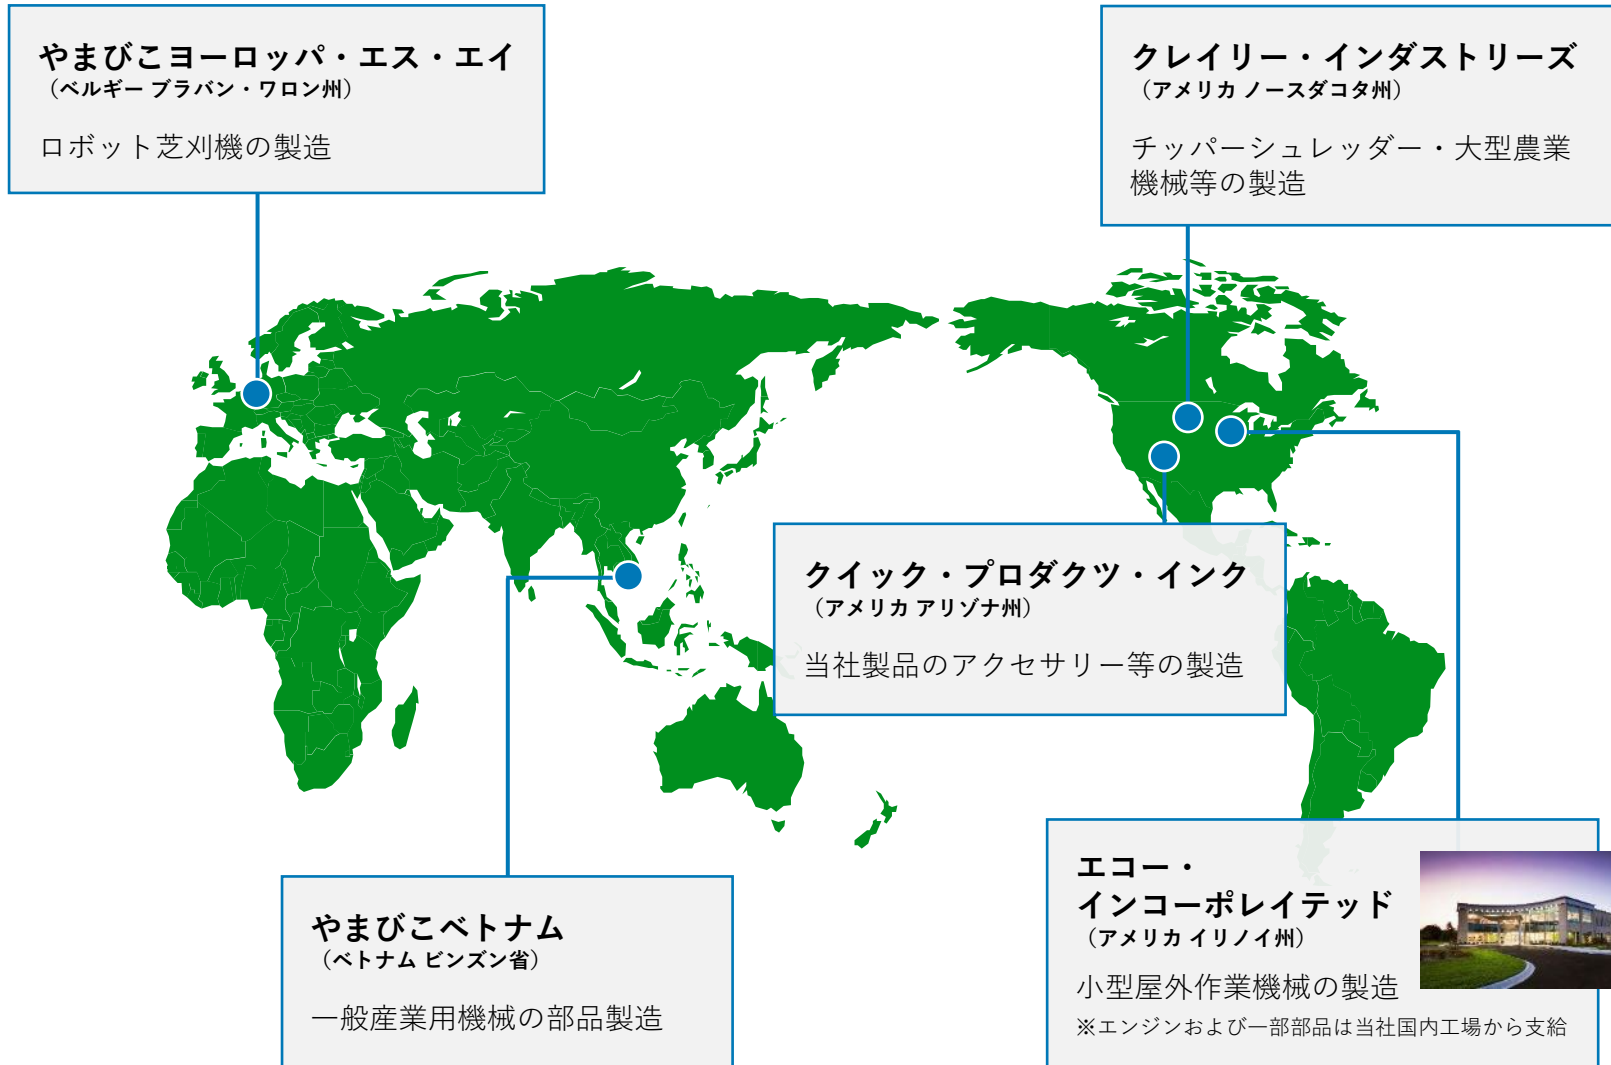 やまびこヨーロッパ・エス・エイ
（ベルギー ブラバン・ワロン州）
ロボット芝刈機の製造
クレイリー・インダストリーズ
（アメリカ ノースダコタ州）
チッパーシュレッダー・大型農業
機械等の製造
クイック・プロダクツ・インク
（アメリカ アリゾナ州）
当社製品のアクセサリー等の製造
やまびこベトナム
（ベトナム ビンズン省）
一般産業用機械の部品製造
エコー・
インコーポレイテッド
（アメリカ イリノイ州）
小型屋外作業機械の製造
※エンジンおよび一部部品は当社国内工場から支給